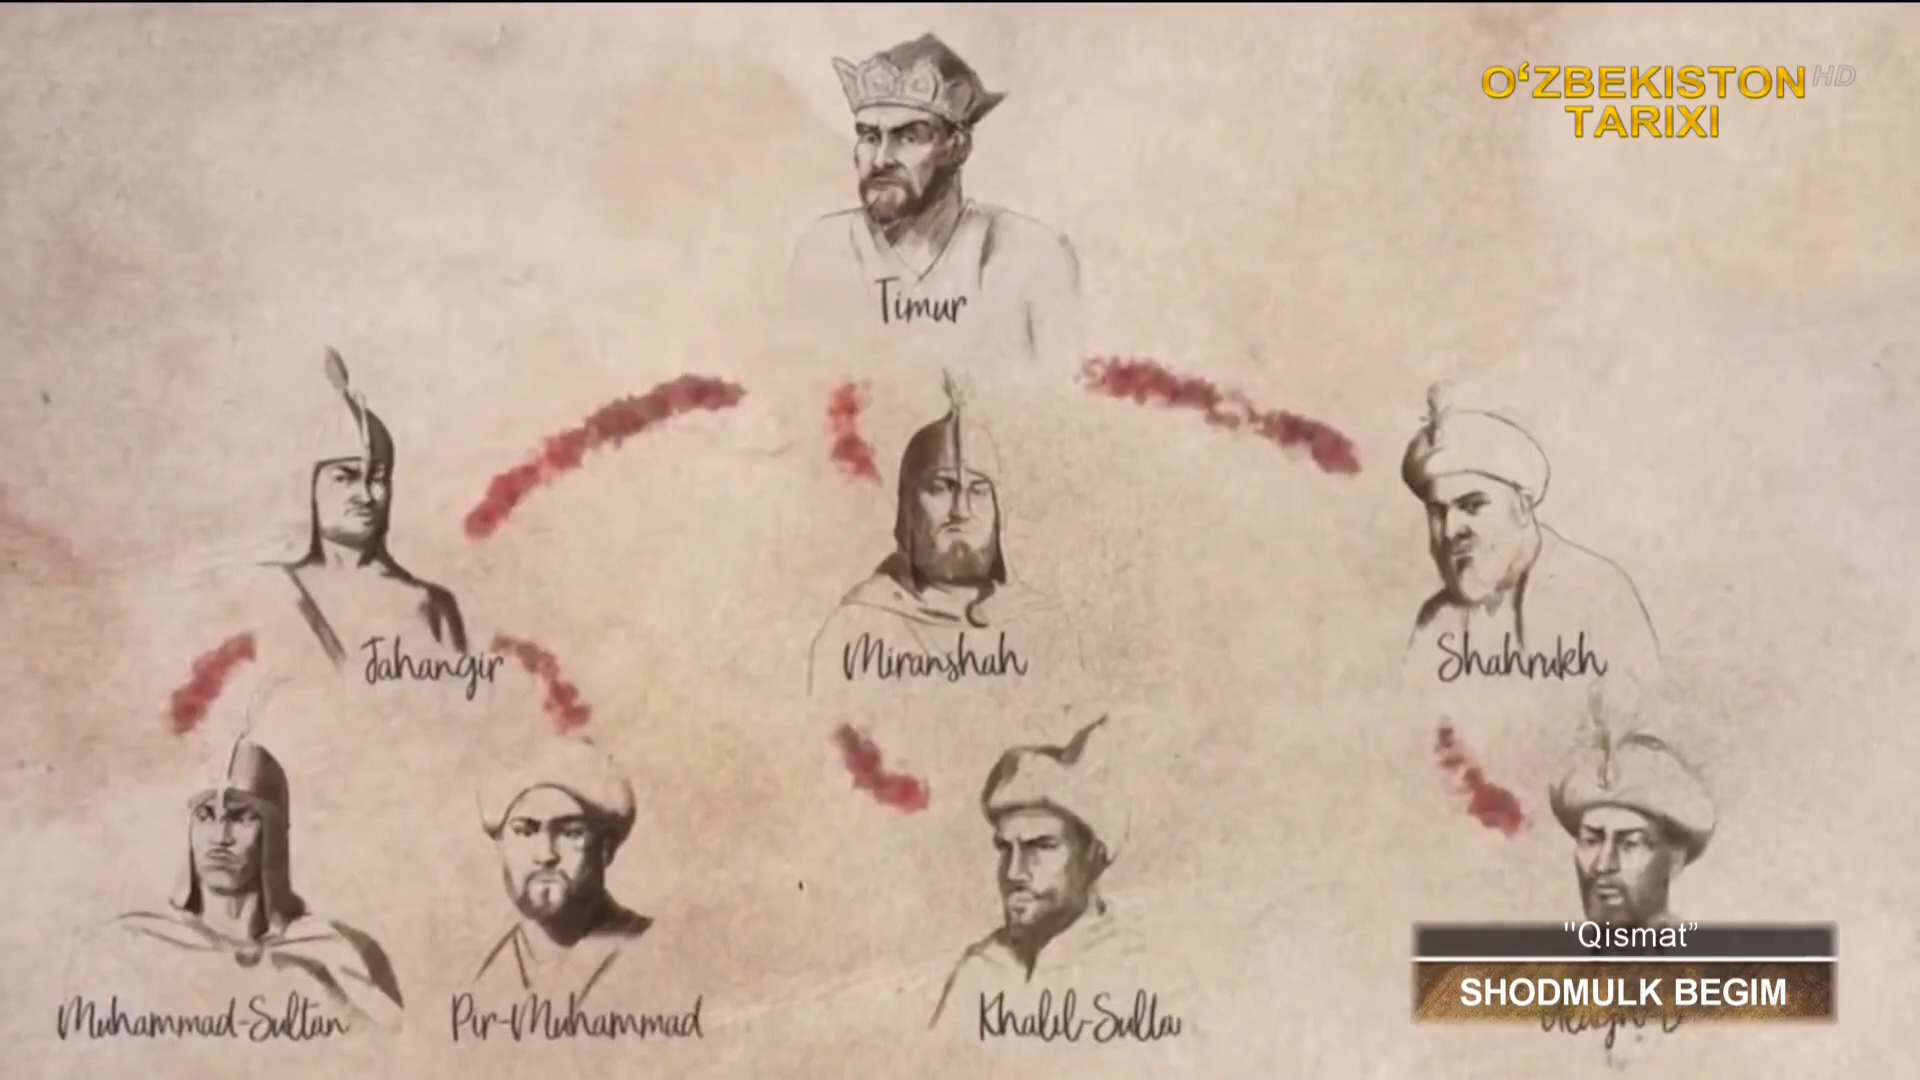 O‘ZBEKISTON HD
TARIXI
Timur
Jahangir
Miranshah
Shahrukh
Muhammad-Sultan
Pir-Muhammad
Khalil-Sulta
"Qismat”
SHODMULK BEGIM